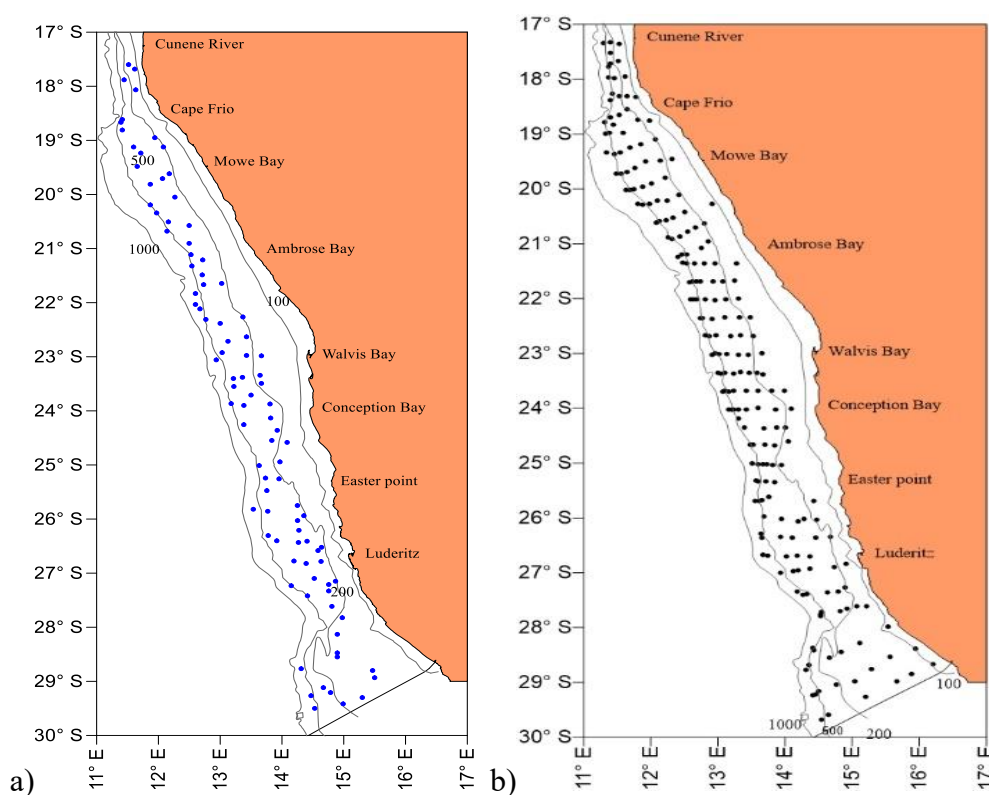 17° S
18° S
19° S
20° S
21° S
22° S
23° S
24° S
25° S
26° S
27° S
28° S
29° S
30° S
Cunene River
Cape Frio
Mowe Bay
500
Ambrose Bay
1000
100
Walvis Bay
Conception Bay
Easter point
Luderitz
200
11° E
12° E
13° E
14° E
15° E
16° E
17° E
a)
17° S
18° S
19° S
20° S
21° S
22° S
23° S
24° S
25° S
26° S
27° S
28° S
29° S
30° S
Cunene River
Cape Frio
Mowe Bay
Ambrose Bay
Walvis Bay
Conception Bay
Easter point
Luderitz
100
1000
500
200
11° E
12° E
13° E
14° E
15° E
16° E
17° E
b)